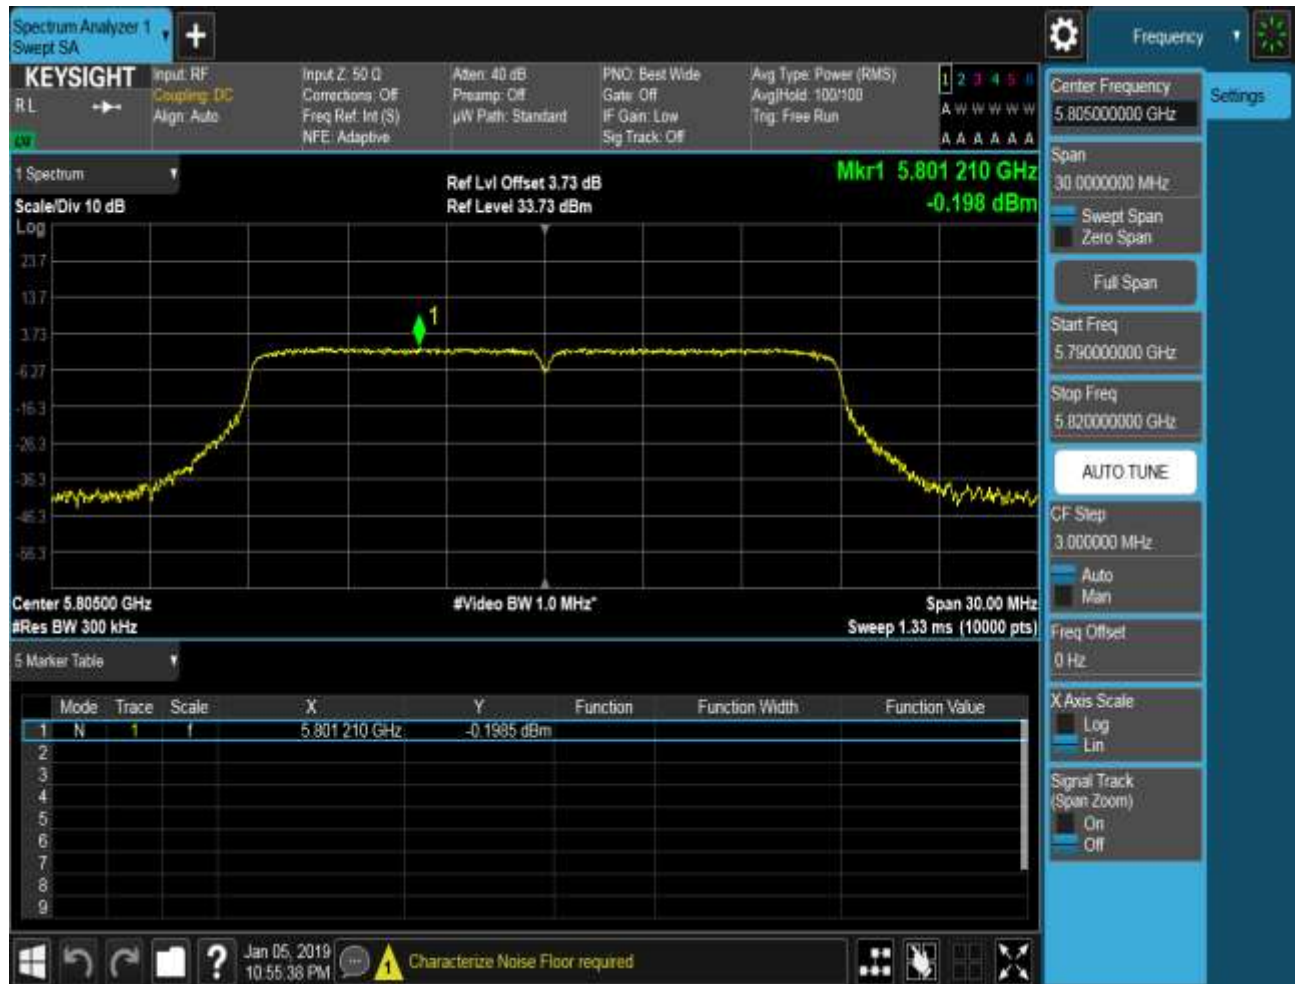 Spectrum Analyzer 1
Swept SA
Frequency
KEYSIGHT
Input: RF
Coupling: DC
Align: Auto
Input Z: 50 Ω
Corrections: Off
Freq Ref: Int (S)
NFE: Adaptive
Atten: 40 dB
Preamp: Off
µW Path: Standard
PNO: Best Wide
Gate: Off
IF Gain: Low
Sig Track: Off
Avg Type: Power (RMS)
Avg|Hold: 100/100
Trig: Free Run
1 2 3 4 5 6
A W W W W W
A A A A A A
R L
1 Spectrum
Scale/Div 10 dB
Ref Lvl Offset 3.73 dB
Ref Level 33.73 dBm
Mkr1 5.801 210 GHz
-0.198 dBm
Log
23.7
13.7
3.73
-6.27
-16.3
-26.3
-36.3
-46.3
-56.3
1
Center 5.80500 GHz
#Res BW 300 kHz
#Video BW 1.0 MHz*
Span 30.00 MHz
Sweep 1.33 ms (10000 pts)
5 Marker Table
Mode Trace Scale X Y Function Function Width Function Value
1 N 1 f 5.801 210 GHz -0.1985 dBm
2
3
4
5
6
7
8
9
Center Frequency
5.805000000 GHz
Settings
Span
30.0000000 MHz
Swept Span
Zero Span
Full Span
Start Freq
5.790000000 GHz
Stop Freq
5.820000000 GHz
AUTO TUNE
CF Step
3.000000 MHz
Auto
Man
Freq Offset
0 Hz
X Axis Scale
Log
Lin
Signal Track
(Span Zoom)
On
Off
?
Jan 05, 2019
10:55:38 PM
1
Characterize Noise Floor required